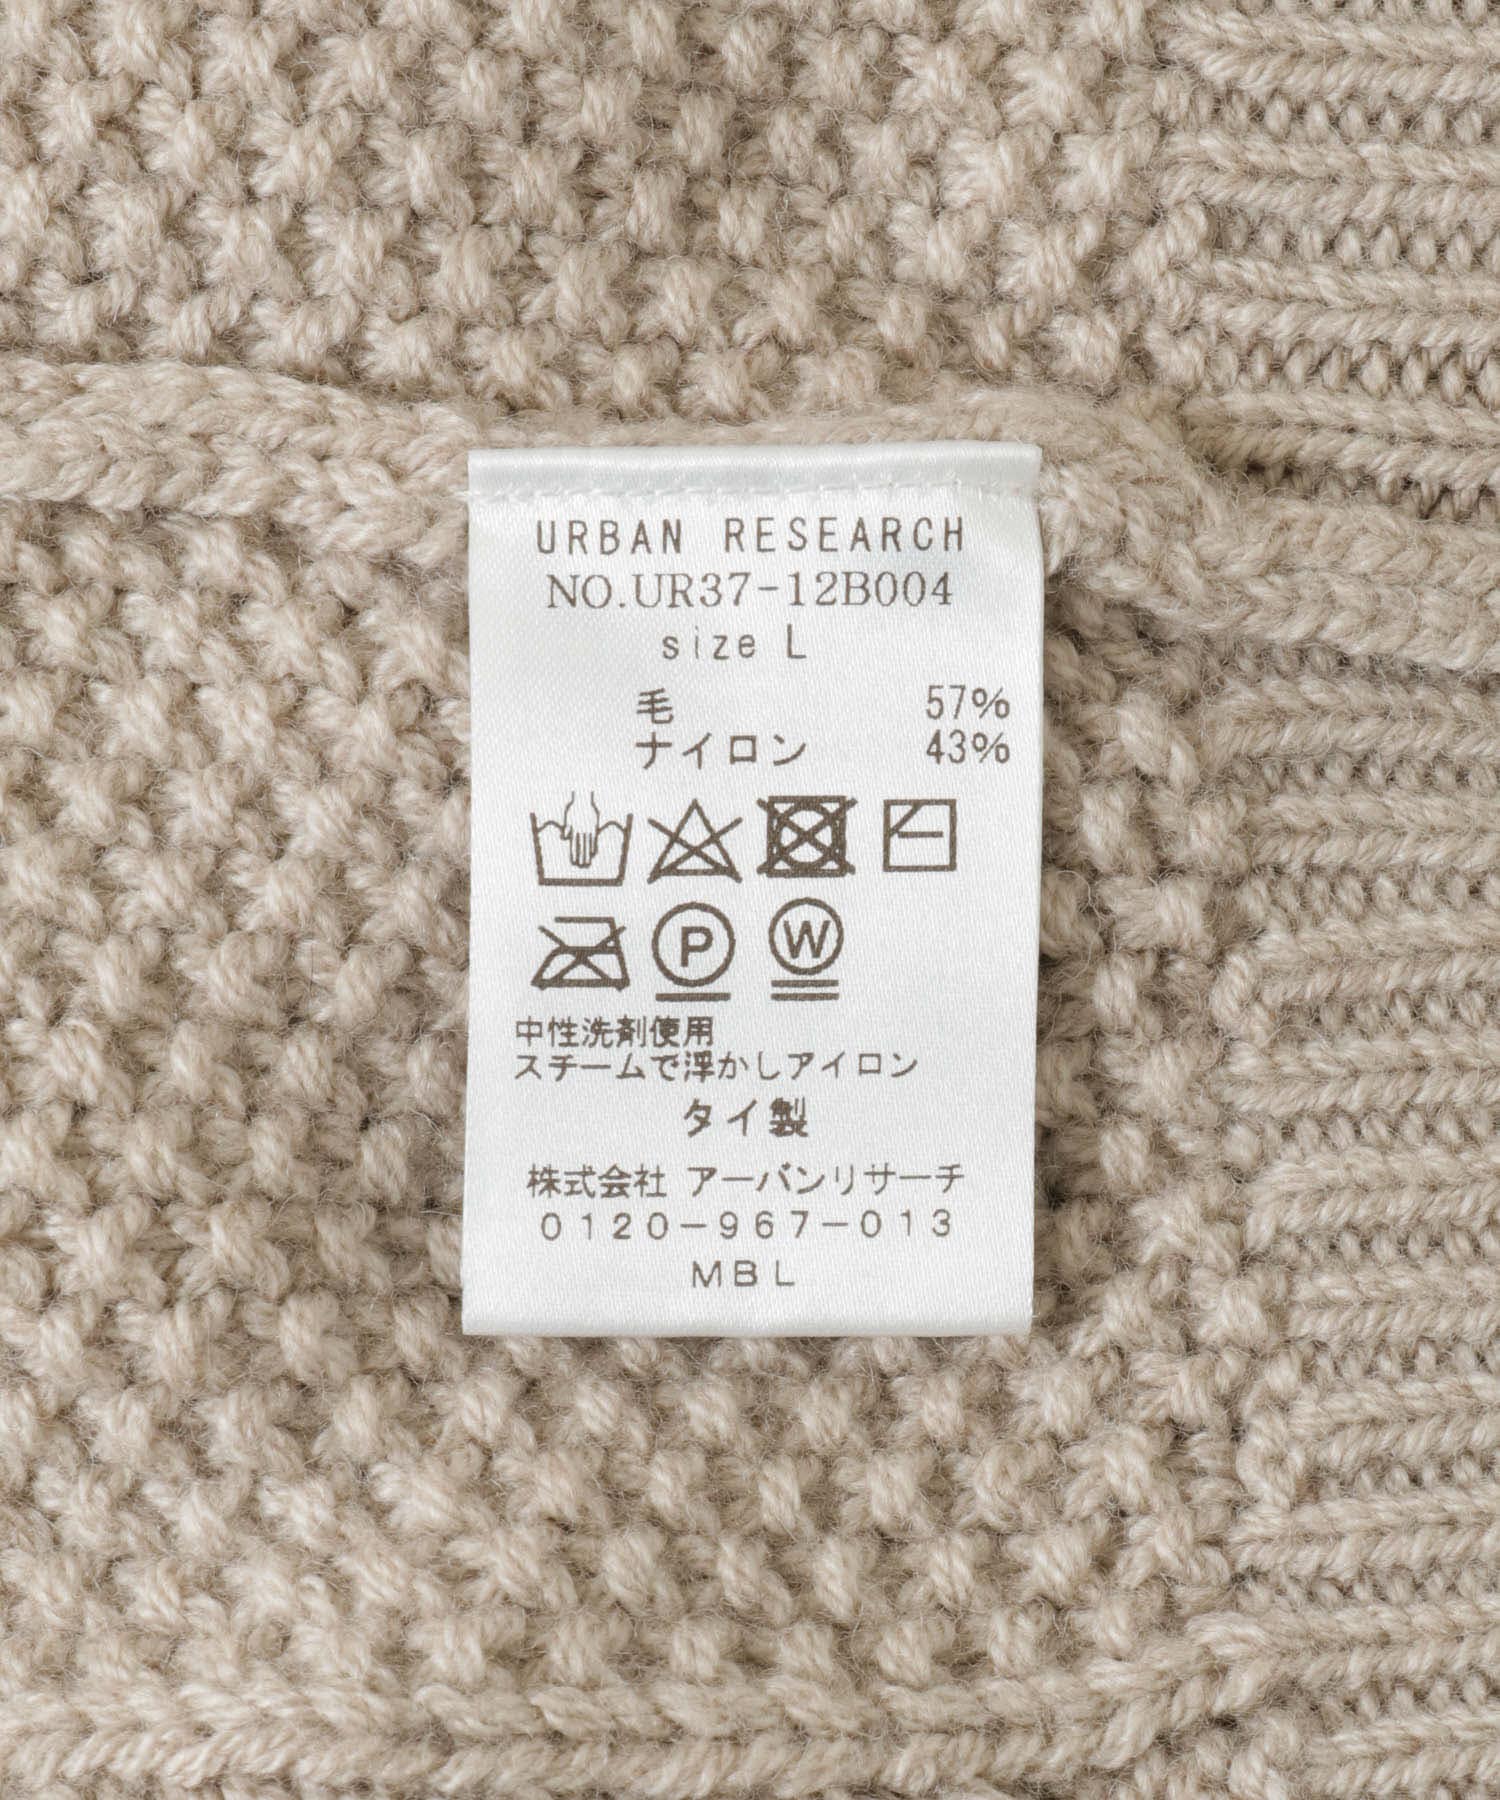 URBAN RESEARCH
NO.UR37-12B004
size L
毛 57%
ナイロン 43%
P W
中性洗剤使用
スチームで浮かしアイロン
タイ製
株式会社 アーバンリサーチ
0120-967-013
MBL